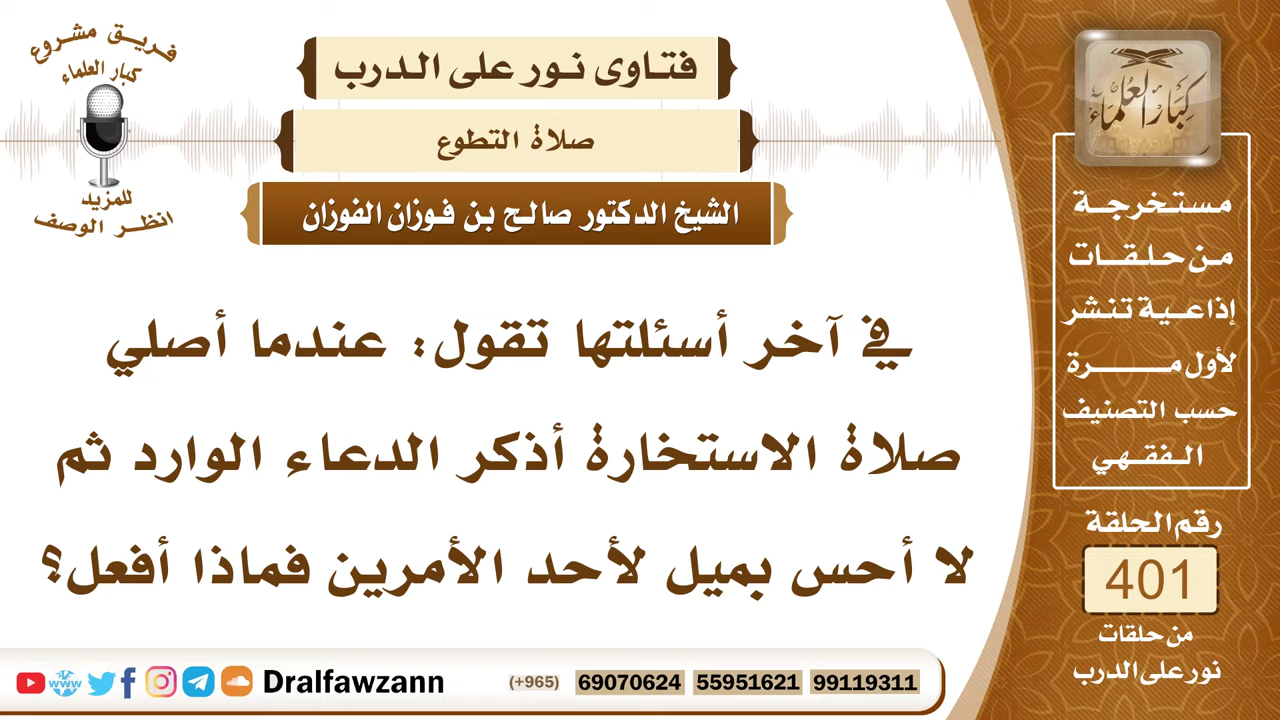 فريق مشروع
كبار العلماء
للمزيد
انظر الوصف
فتاوى نور على الدرب
صلاة التطوع
الشيخ الدكتور صالح بن فوزان الفوزان
في آخر أسئلتها تقول: عندما أصلي
صلاة الاستخارة أذكر الدعاء الوارد ثم
لا أحس بميل لأحد الأمرين فماذا أفعل؟
كبار العلماء
مستخرجة
من حلقات
إذاعية تنشر
لأول مرة
حسب التصنيف
الفقهي
رقم الحلقة
401
من حلقات
نور على الدرب
www
Dralfawzann
(+965) 69070624 55951621 99119311